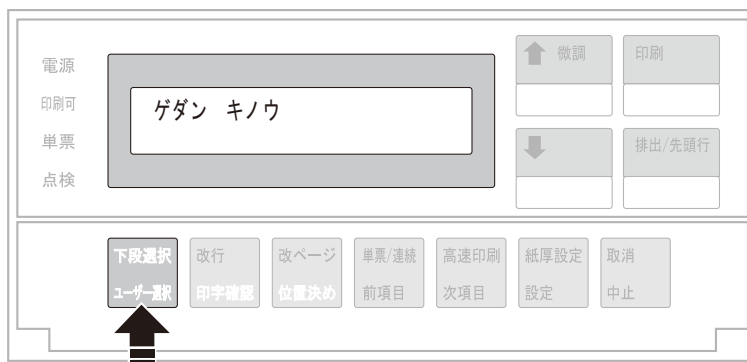 電源
印刷可
単票
点検
ゲダン キノウ
微調
印刷
排出/先頭行
下段選択
ユーザー選択
改行
印字確認
改ページ
位置決め
単票/連続
前項目
高速印刷
次項目
紙厚設定
設定
取消
中止